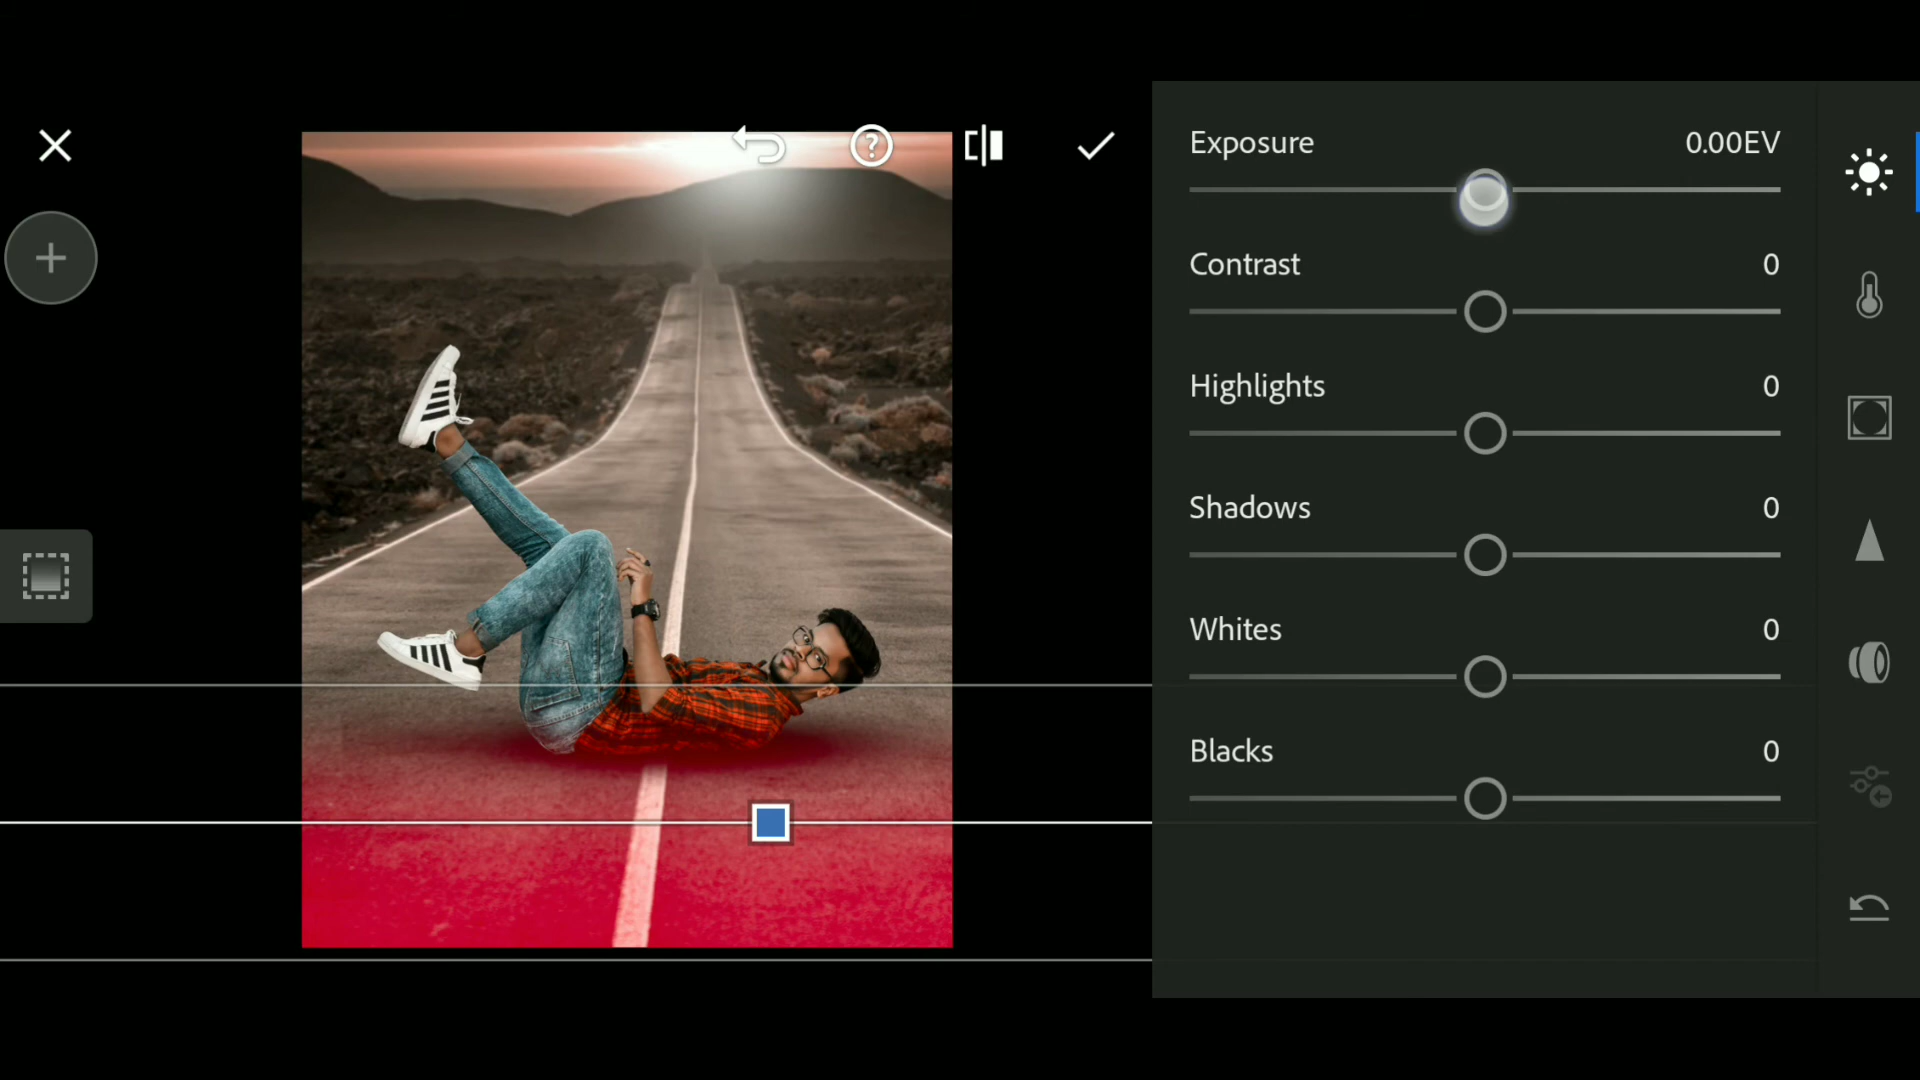 Exposure 0.00EV
Contrast 0
Highlights 0
Shadows 0
Whites 0
Blacks 0